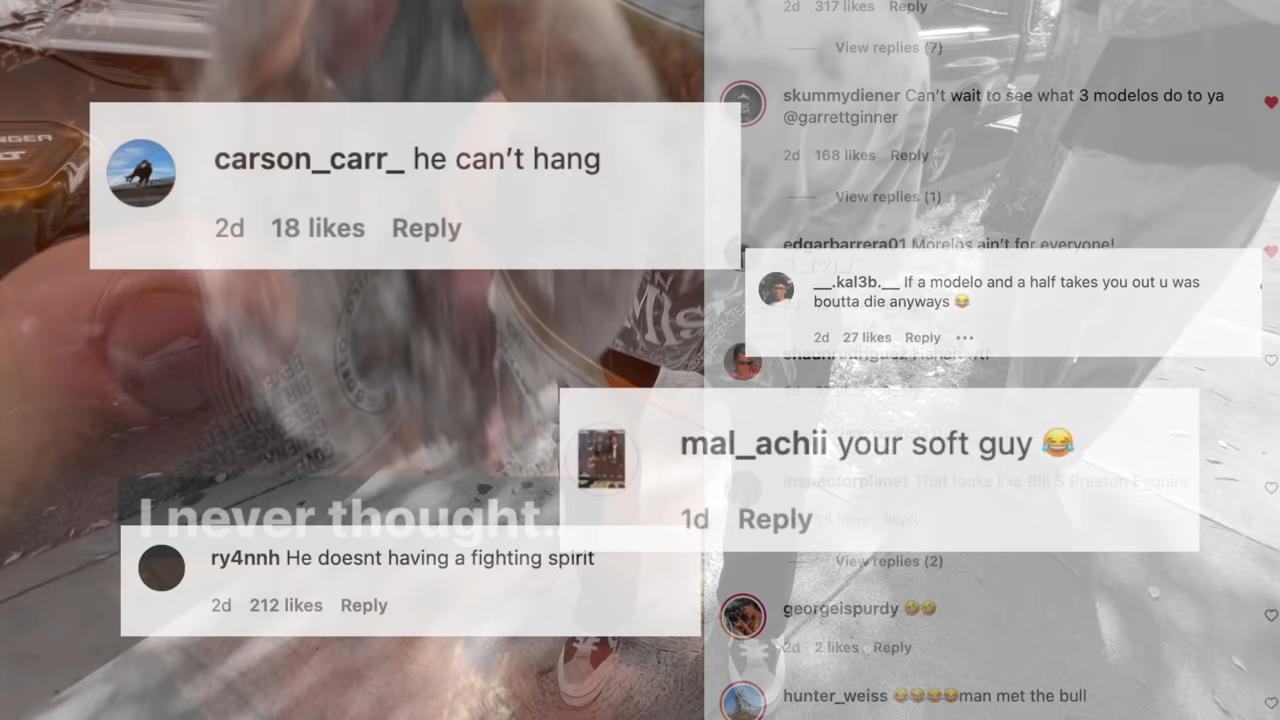 carson_carr_ he can't hang
2d 18 likes Reply
I never thought..
ry4nnh He doesnt having a fighting spirit
2d 212 likes Reply
2d 317 likes Reply
View replies (7)
skummydiener Can't wait to see what 3 modelos do to ya
@garrettginner
2d 168 likes Reply
View replies (1)
edgarbarrera01 Morelos ain't for everyone!
¯\_(ツ)_/¯
__.kal3b.__ If a modelo and a half takes you out u was
boutta die anyways 😂
2d 27 likes Reply •••
mal_achii your soft guy 😂
1d Reply
inspectorplanet That looks like Bill S Preston Esquire
View replies (2)
georgeispurdy 🤣🤣
2d 2 likes Reply
hunter_weiss 😂😂😂😂man met the bull